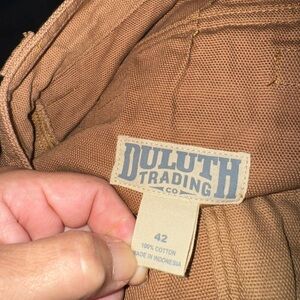 DULUTH
TRADING
CO
42
100% COTTON
MADE IN INDONESIA